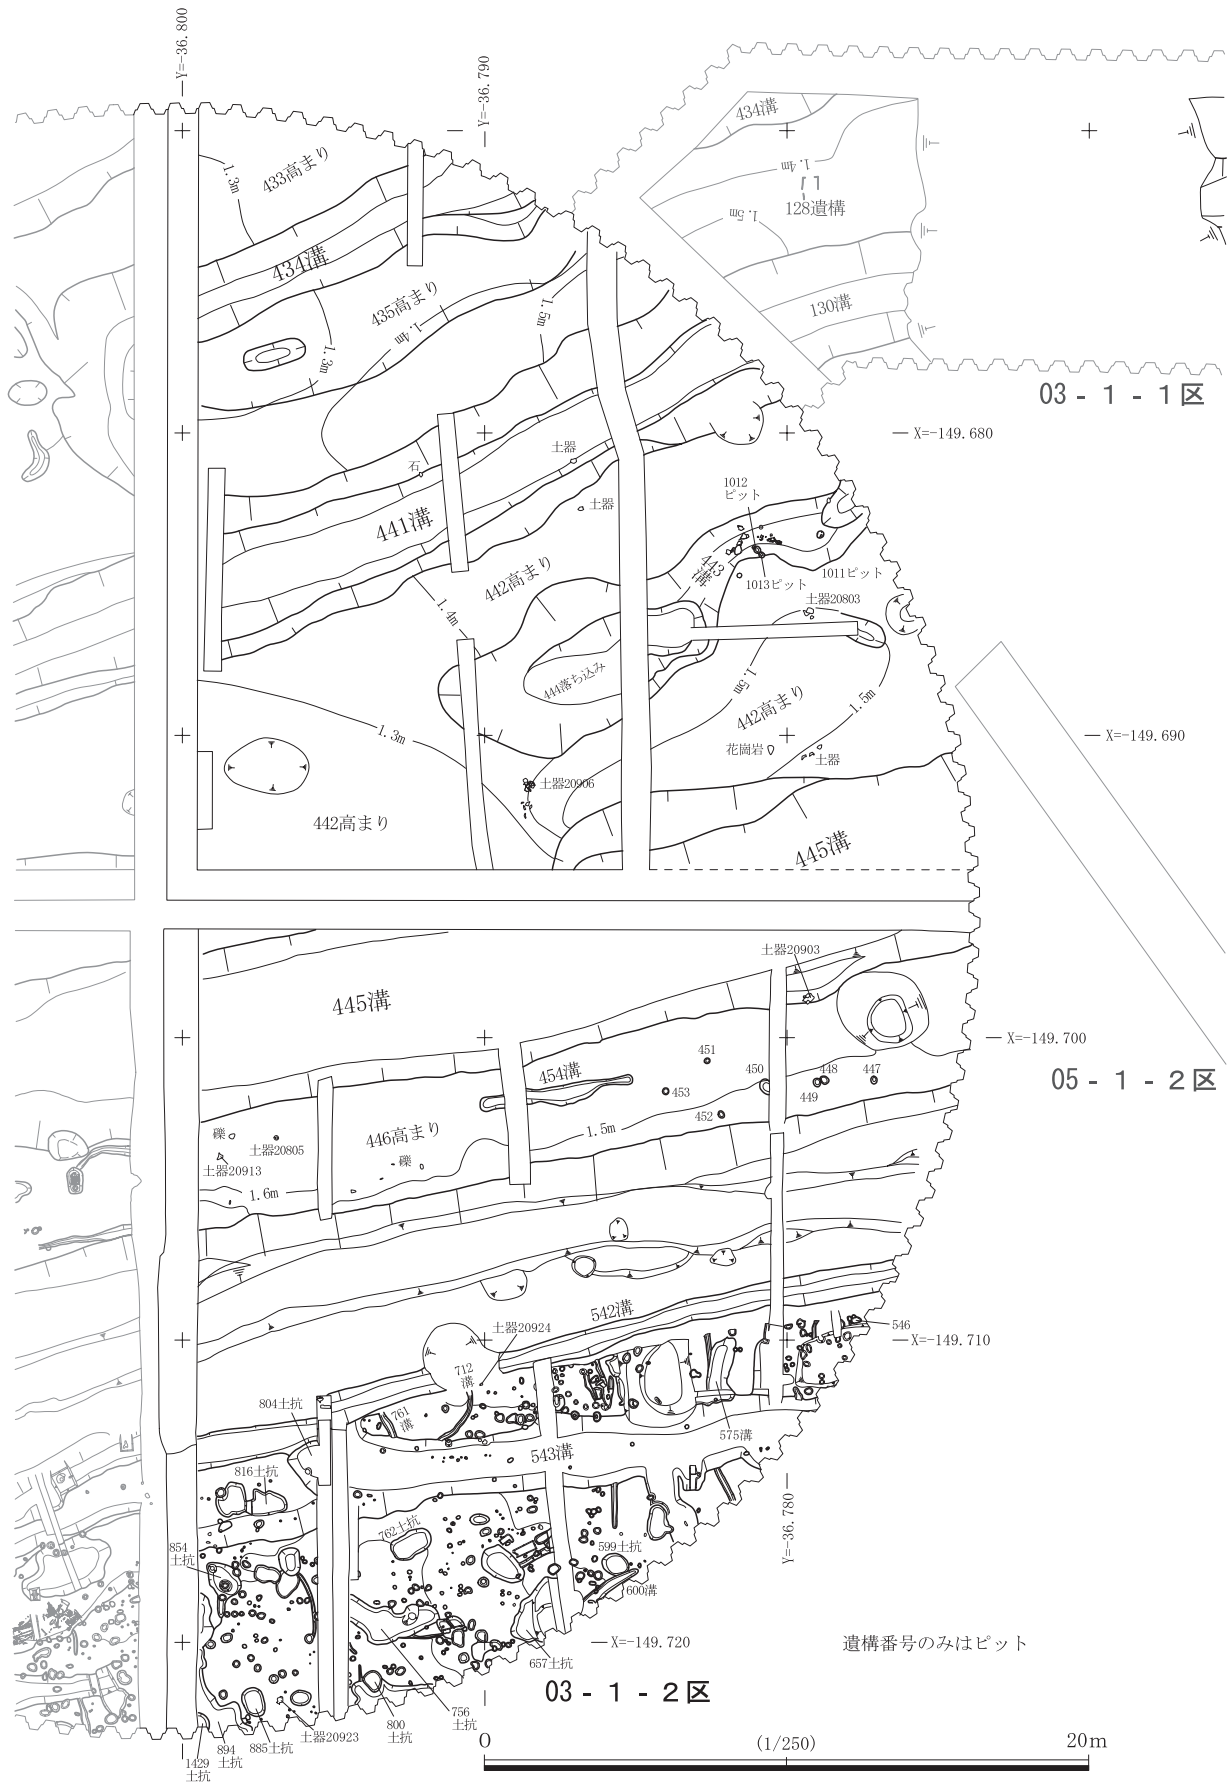 Y=-36.800
Y=-36.790
434溝
1.4m
128遺構
1.5m
130溝
03 - 1 - 1区
1.3m
433高まり
434溝
435高まり
1.4m
1.5m
1.3m
X=-149.680
石
土器
土器
441溝
1012
ピット
443
溝
1013ピット
1011ピット
土器20803
442高まり
1.4m
444落ち込み
1.5m
442高まり
1.5m
1.3m
X=-149.690
花崗岩
土器
土器20906
442高まり
445溝
土器20903
445溝
X=-149.700
454溝
451
450
448
447
453
449
452
05 - 1 - 2区
礫
土器20805
土器20913
446高まり
礫
1.5m
1.6m
542溝
土器20924
546
X=-149.710
712
溝
804土坑
761
溝
575溝
543溝
816土坑
762土坑
Y=-36.780
854
土坑
599土坑
600溝
X=-149.720
遺構番号のみはピット
657土坑
03 - 1 - 2区
756
土坑
800
土坑
土器20923
885土坑
894
土坑
1429
土坑
0
(1/250)
20m